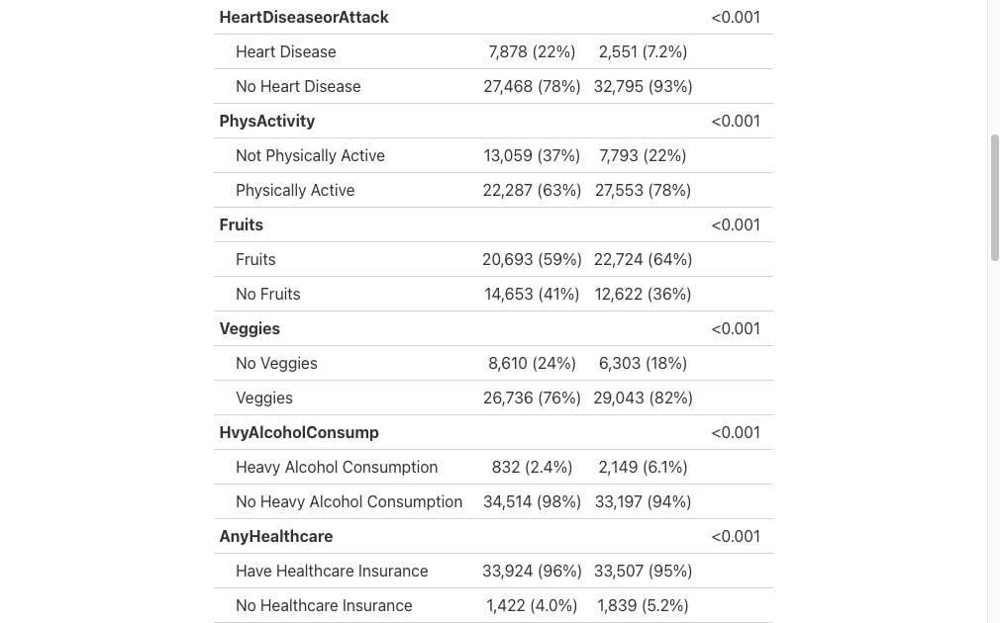 HeartDiseaseorAttack <0.001
Heart Disease 7,878 (22%) 2,551 (7.2%)
No Heart Disease 27,468 (78%) 32,795 (93%)
PhysActivity <0.001
Not Physically Active 13,059 (37%) 7,793 (22%)
Physically Active 22,287 (63%) 27,553 (78%)
Fruits <0.001
Fruits 20,693 (59%) 22,724 (64%)
No Fruits 14,653 (41%) 12,622 (36%)
Veggies <0.001
No Veggies 8,610 (24%) 6,303 (18%)
Veggies 26,736 (76%) 29,043 (82%)
HvyAlcoholConsump <0.001
Heavy Alcohol Consumption 832 (2.4%) 2,149 (6.1%)
No Heavy Alcohol Consumption 34,514 (98%) 33,197 (94%)
AnyHealthcare <0.001
Have Healthcare Insurance 33,924 (96%) 33,507 (95%)
No Healthcare Insurance 1,422 (4.0%) 1,839 (5.2%)